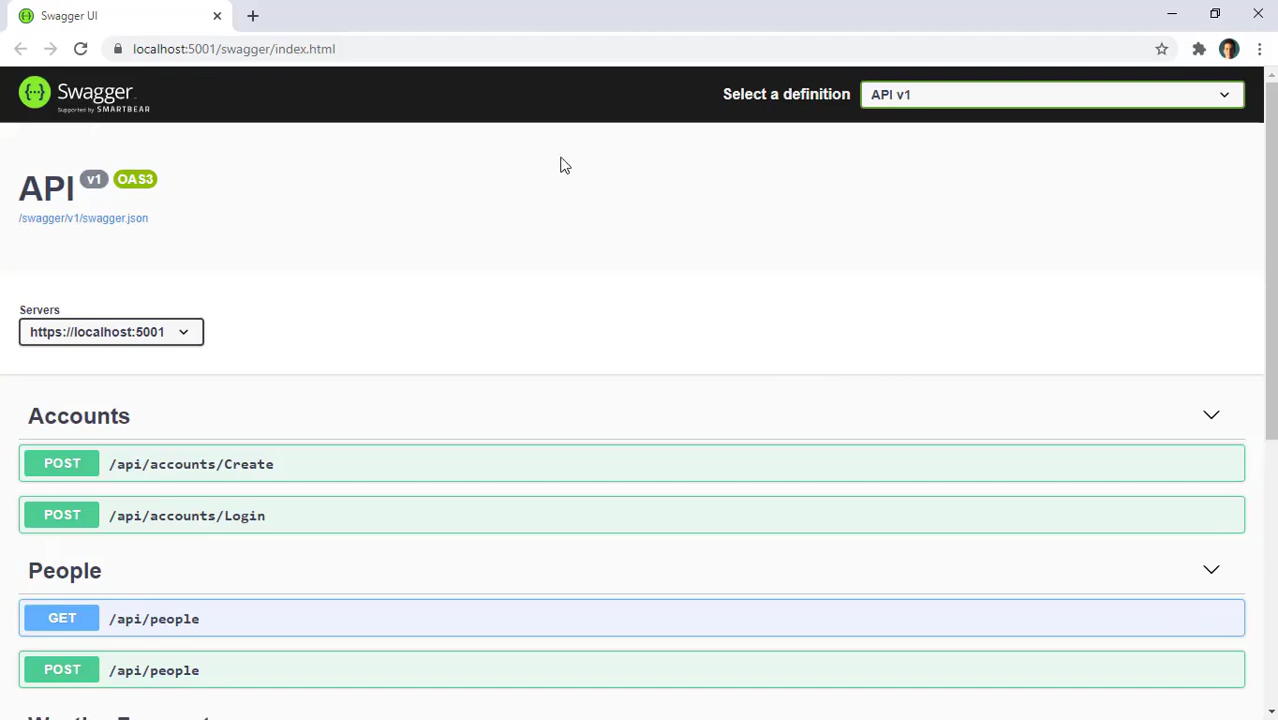 Swagger UI
localhost:5001/swagger/index.html
{···} Swagger
Supported by SMARTBEAR
Select a definition
API v1
API v1 OAS3
/swagger/v1/swagger.json
Servers
https://localhost:5001
Accounts
POST /api/accounts/Create
POST /api/accounts/Login
People
GET /api/people
POST /api/people